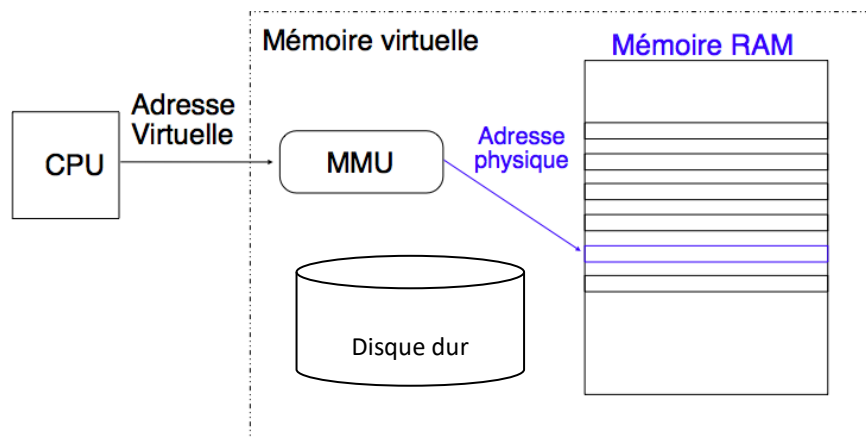 Mémoire virtuelle
Mémoire RAM
Adresse
Virtuelle
CPU
MMU
Adresse
physique
Disque dur